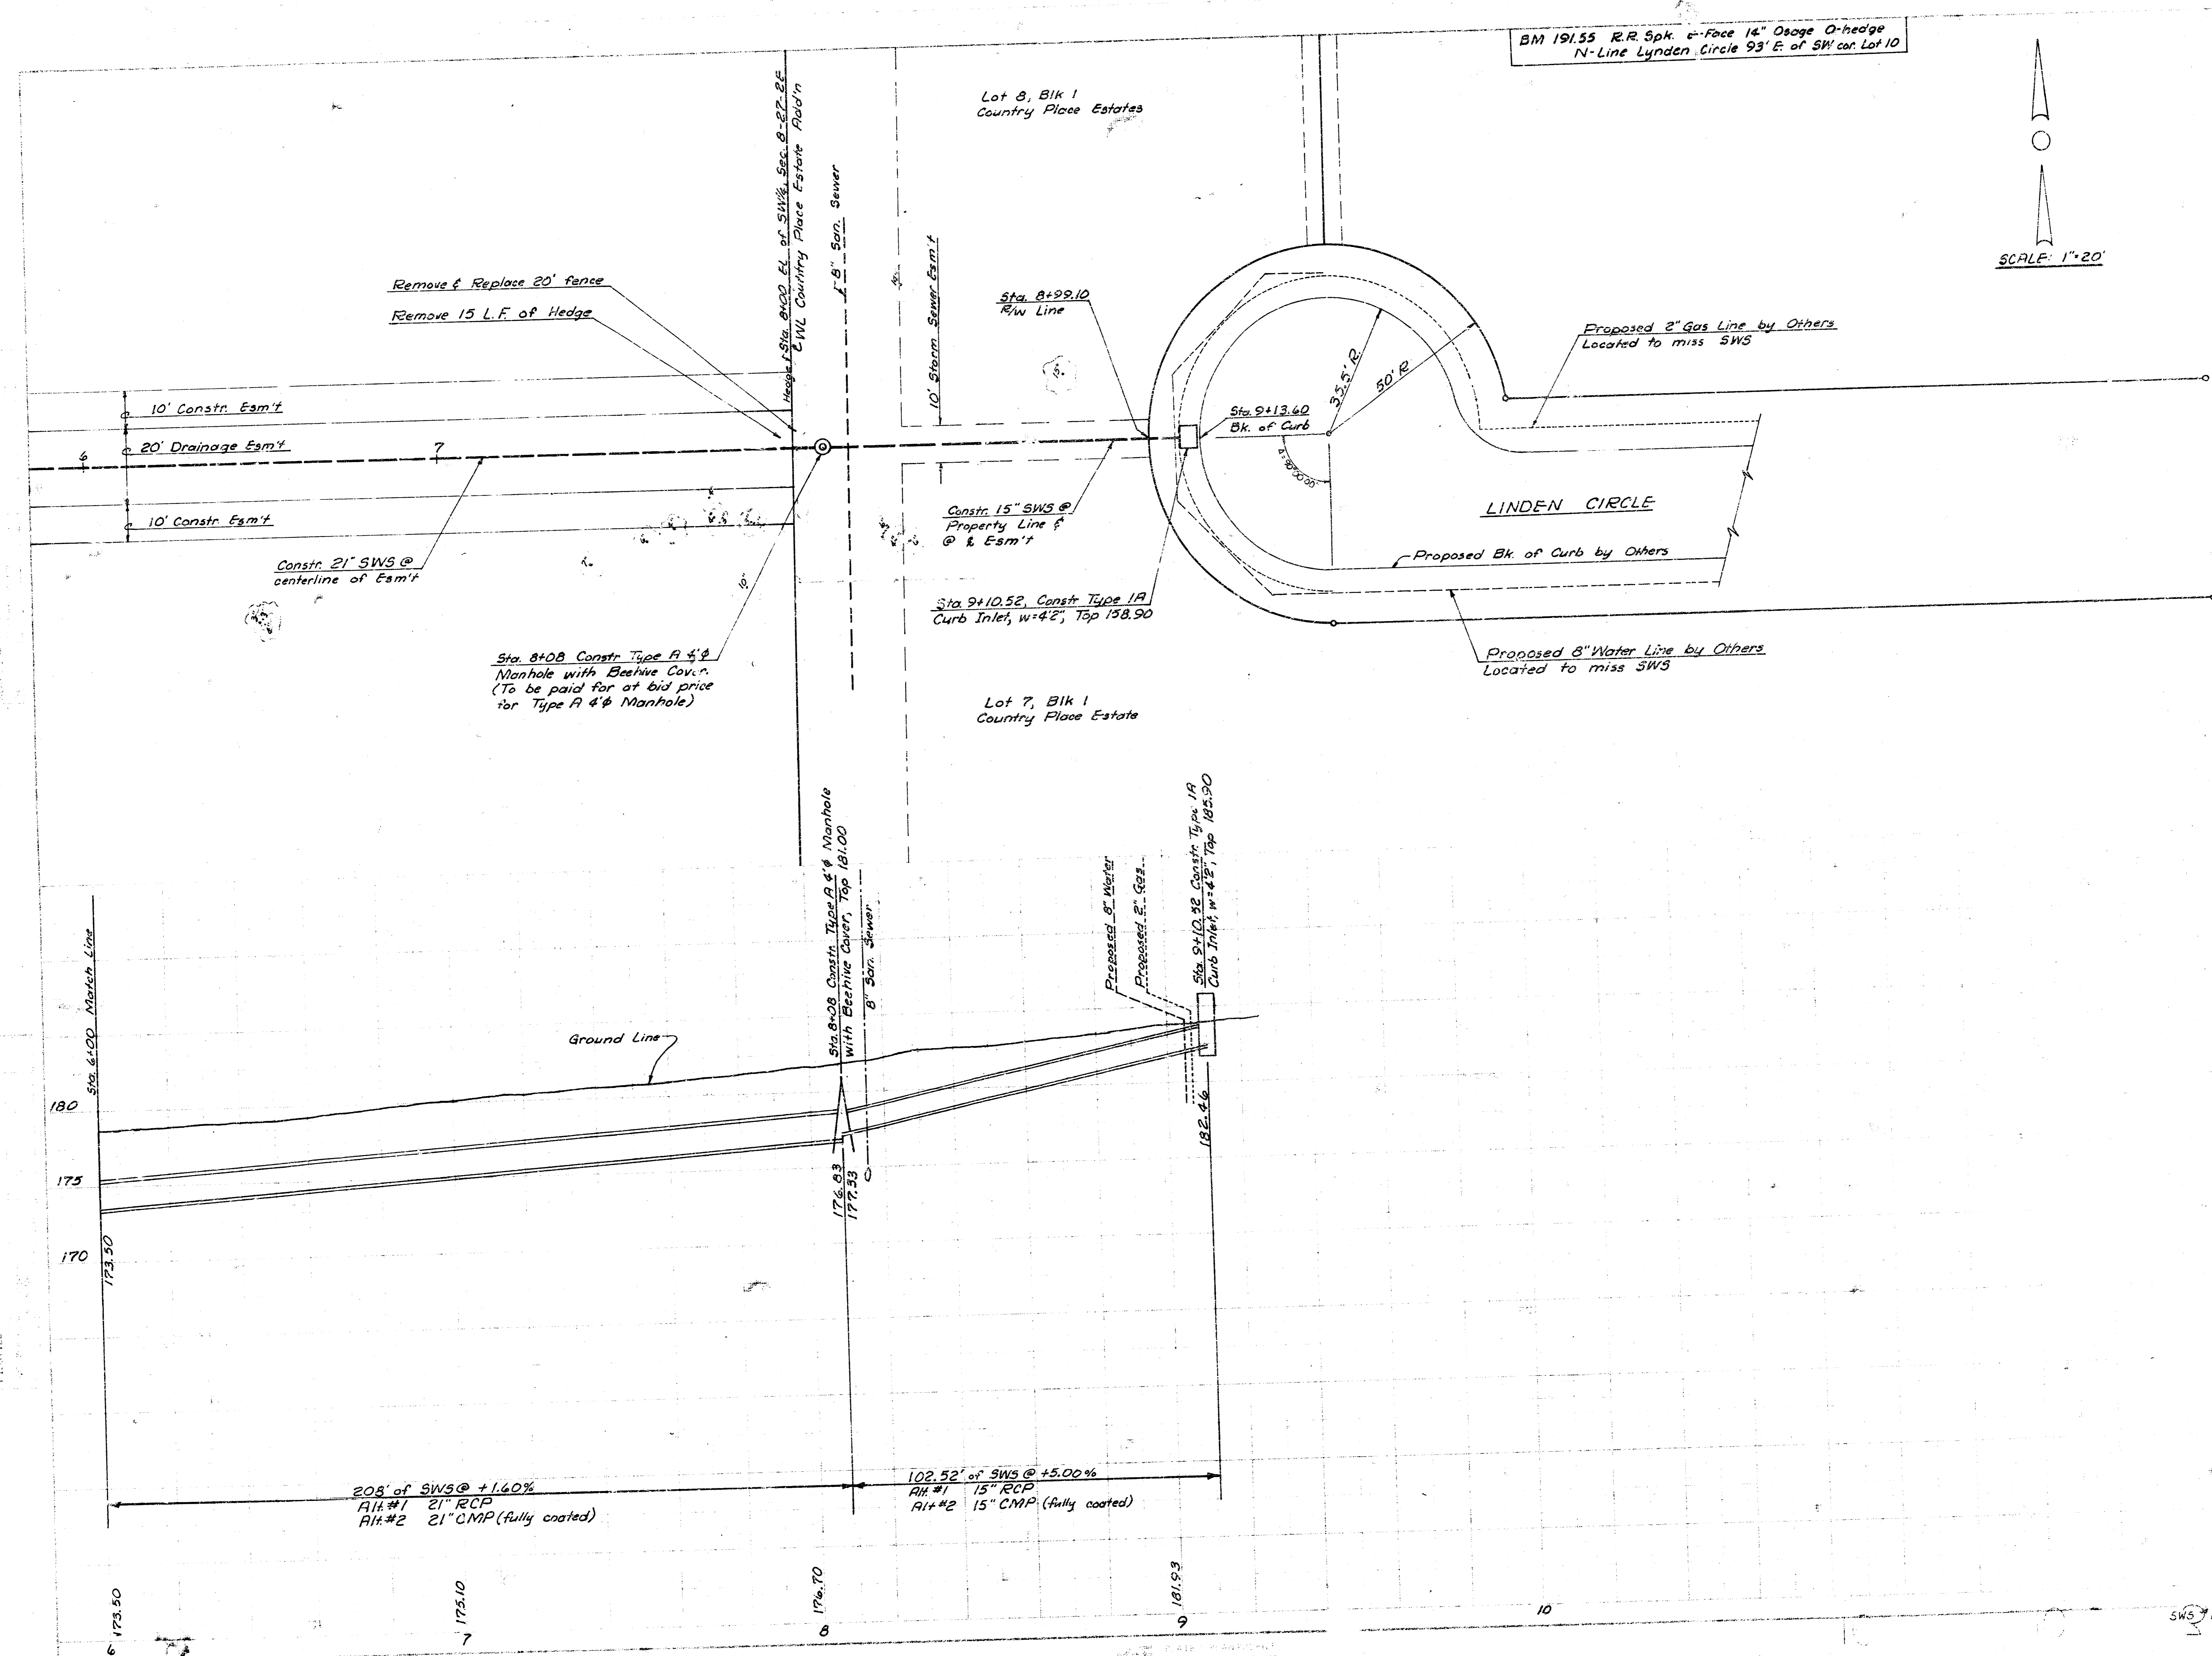 BM 191.55 R.R. Spk. E-Face 14" Osage O-hedge
N-Line Lynden Circle 93' E. of SW cor. Lot 10
SCALE: 1"=20'
Lot 8, Blk 1
Country Place Estates
Hedge & Sta. 8+00 EL of SW¼, Sec. 8-27-2E
& WL Country Place Estate Add'n
8" San. Sewer
10' Storm Sewer Esm't
Remove & Replace 20' fence
Remove 15 L.F. of Hedge
Sta. 8+99.10
R/W Line
Proposed 2" Gas Line by Others
Located to miss SWS
35.5' R.
50' R
Sta. 9+13.60
Bk. of Curb
10' Constr. Esm't
20' Drainage Esm't
10' Constr. Esm't
6
7
Constr. 21" SWS @
centerline of Esm't
Constr. 15" SWS @
Property Line &
@ ℄ Esm't
LINDEN CIRCLE
Proposed Bk. of Curb by Others
10'
Sta. 9+10.52, Constr Type 1A
Curb Inlet, w=4'2", Top 158.90
Sta. 8+08 Constr Type A 4'ϕ
Manhole with Beehive Cover.
(To be paid for at bid price
for Type A 4'ϕ Manhole)
Proposed 8" Water Line by Others
Located to miss SWS
Lot 7, Blk 1
Country Place Estate
Sta. 6+00 Match Line
Sta. 8+08 Constr. Type A 4'ϕ Manhole
with Beehive Cover, Top 181.00
8" San. Sewer
Proposed 8" Water
Proposed 2" Gas
Sta. 9+10.52 Constr. Type 1A
Curb Inlet, w=4'2", Top 185.90
Ground Line
180
175
170
173.50
176.83
177.33
182.46
208' of SWS @ +1.60%
Alt. #1 21" RCP
Alt. #2 21" CMP (fully coated)
102.52' of SWS @ +5.00%
Alt. #1 15" RCP
Alt #2 15" CMP (fully coated)
173.50
175.10
176.70
181.93
6
7
8
9
10
SWS